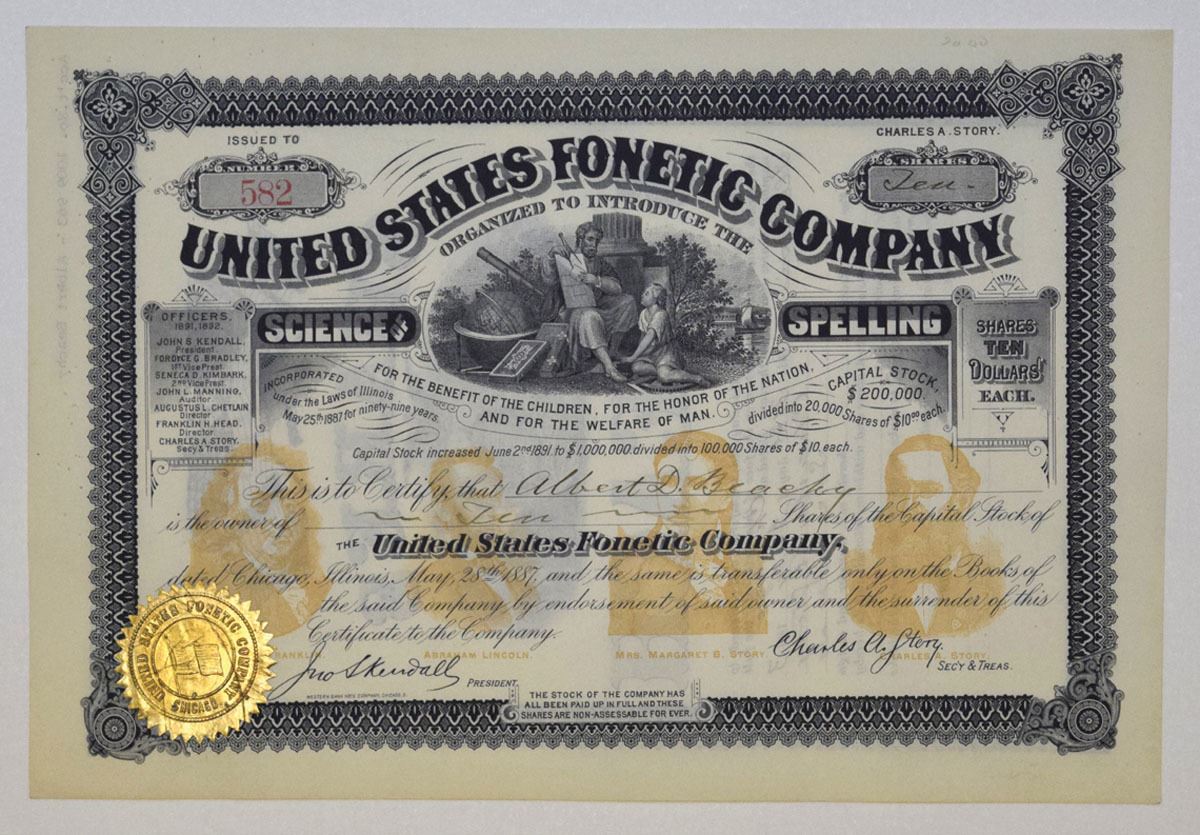 ISSUED TO
CHARLES A. STORY.
NUMBER
582
SHARES
Ten
UNITED STATES FONETIC COMPANY
ORGANIZED TO INTRODUCE THE
SCIENCE OF SPELLING
OFFICERS,
1891, 1892.
JOHN S. KENDALL,
President.
FORDYCE G. BRADLEY,
1st Vice Prest.
SENECA D. KIMBARK,
2nd Vice Prest.
JOHN L. MANNING,
Auditor
AUGUSTUS L. CHETLAIN
Director
FRANKLIN H. HEAD,
Director
CHARLES A. STORY.
Secy & Treas.
SHARES
TEN
DOLLARS
EACH.
INCORPORATED
under the Laws of Illinois
May 25th 1887 for ninety-nine years.
FOR THE BENEFIT OF THE CHILDREN, FOR THE HONOR OF THE NATION,
AND FOR THE WELFARE OF MAN.
CAPITAL STOCK,
$200,000.
divided into 20,000 Shares of $10.00 each.
Capital Stock increased June 2nd 1891. to $1,000,000. divided into 100,000 Shares of $10. each.
This is to Certify, that Albert D. Beachy
is the owner of Ten Shares of the Capital Stock of
THE United States Fonetic Company,
dated Chicago, Illinois, May, 28th 1887, and the same is transferable only on the Books of
the said Company by endorsement of said owner and the surrender of this
Certificate to the Company.
FRANKLIN.
ABRAHAM LINCOLN.
MRS. MARGARET B. STORY.
CHARLES A. STORY.
Jno S Kendall
PRESIDENT.
Charles A. Story.
SEC'Y & TREAS.
WESTERN BANK NOTE COMPANY, CHICAGO.
THE STOCK OF THE COMPANY HAS
ALL BEEN PAID UP IN FULL AND THESE
SHARES ARE NON-ASSESSABLE FOR EVER.
UNITED STATES FONETIC COMPANY
CHICAGO.